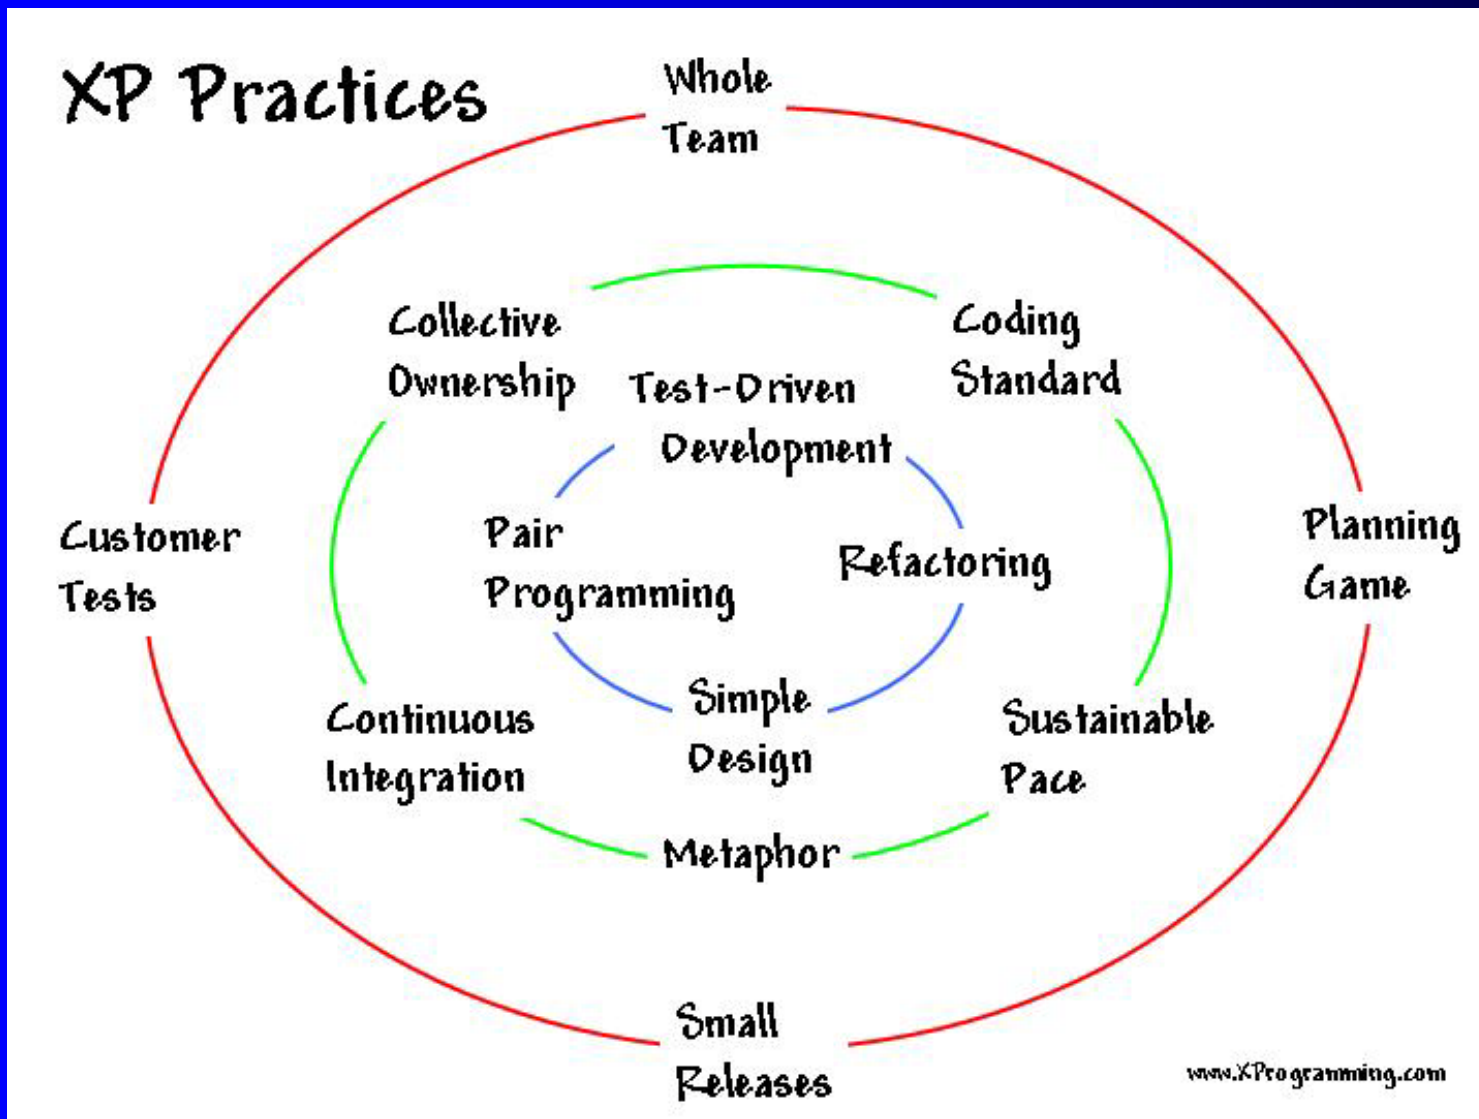 XP Practices
Whole
Team
Collective
Ownership
Coding
Standard
Test-Driven
Development
Customer
Tests
Pair
Programming
Refactoring
Planning
Game
Continuous
Integration
Simple
Design
Sustainable
Pace
Metaphor
Small
Releases
www.XProgramming.com